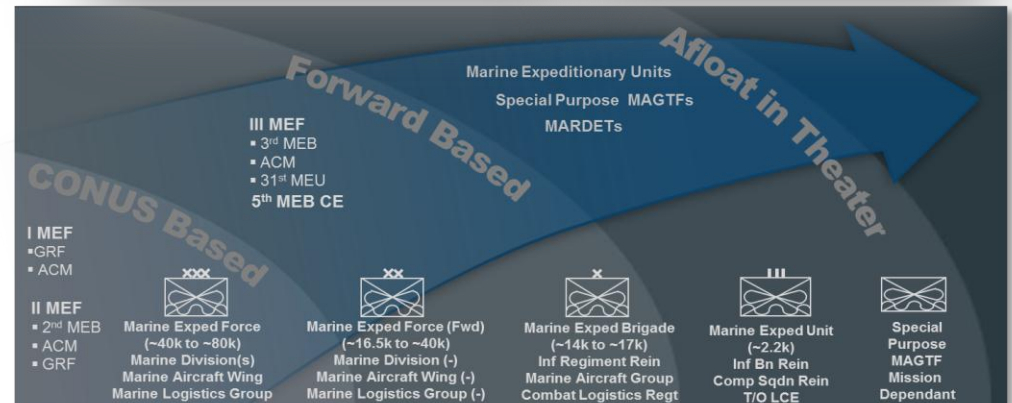 CONUS Based
Forward Based
Afloat in Theater
Marine Expeditionary Units
Special Purpose MAGTFs
MARDETs
III MEF
▪ 3rd MEB
▪ ACM
▪ 31st MEU
5th MEB CE
I MEF
▪GRF
▪ ACM
II MEF
▪ 2nd MEB
▪ ACM
▪ GRF
XXX
Marine Exped Force
(~40k to ~80k)
Marine Division(s)
Marine Aircraft Wing
Marine Logistics Group
XX
Marine Exped Force (Fwd)
(~16.5k to ~40k)
Marine Division (-)
Marine Aircraft Wing (-)
Marine Logistics Group (-)
X
Marine Exped Brigade
(~14k to ~17k)
Inf Regiment Rein
Marine Aircraft Group
Combat Logistics Regt
III
Marine Exped Unit
(~2.2k)
Inf Bn Rein
Comp Sqdn Rein
T/O LCE
Special
Purpose
MAGTF
Mission
Dependant